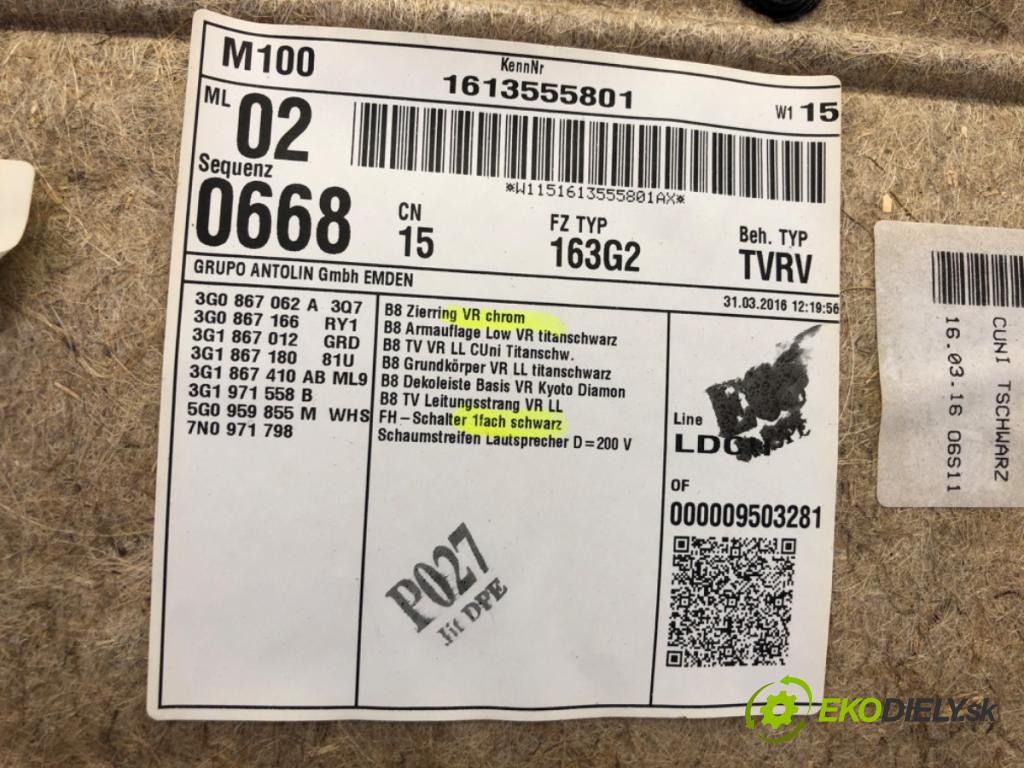 M100
KennNr
1613555801
W1 15
ML
02
Sequenz
0668
*W1151613555801AX*
CN
15
FZ TYP
163G2
Beh. TYP
TVRV
GRUPO ANTOLIN Gmbh EMDEN
31.03.2016 12:19:56
3G0 867 062 A 3Q7
3G0 867 166 RY1
3G1 867 012 GRD
3G1 867 180 81U
3G1 867 410 AB ML9
3G1 971 558 B
5G0 959 855 M WHS
7N0 971 798
B8 Zierring VR chrom
B8 Armauflage Low VR titanschwarz
B8 TV VR LL CUni Titanschw.
B8 Grundkörper VR LL titanschwarz
B8 Dekoleiste Basis VR Kyoto Diamon
B8 TV Leitungsstrang VR LL
FH-Schalter 1fach schwarz
Schaumstreifen Lautsprecher D=200 V
Line
OF
000009503281
P027
Jit DPE
CUNI TSCHWARZ
16.03.16 06S11
EKODIELY.sk